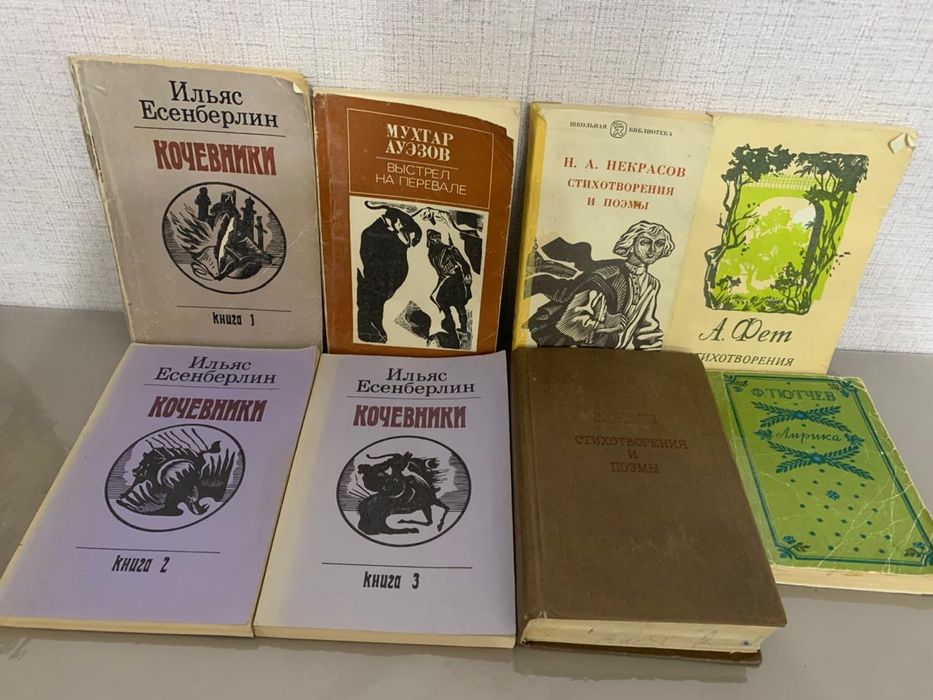 Ильяс
Есенберлин
КОЧЕВНИКИ
книга 1
МУХТАР
АУЭЗОВ
ВЫСТРЕЛ
НА ПЕРЕВАЛЕ
ШКОЛЬНАЯ БИБЛИОТЕКА
Н. А. НЕКРАСОВ
СТИХОТВОРЕНИЯ
И ПОЭМЫ
А. Фет
СТИХОТВОРЕНИЯ
Ильяс
Есенберлин
КОЧЕВНИКИ
книга 2
Ильяс
Есенберлин
КОЧЕВНИКИ
книга 3
СТИХОТВОРЕНИЯ
И
ПОЭМЫ
Ф. ТЮТЧЕВ
Лирика